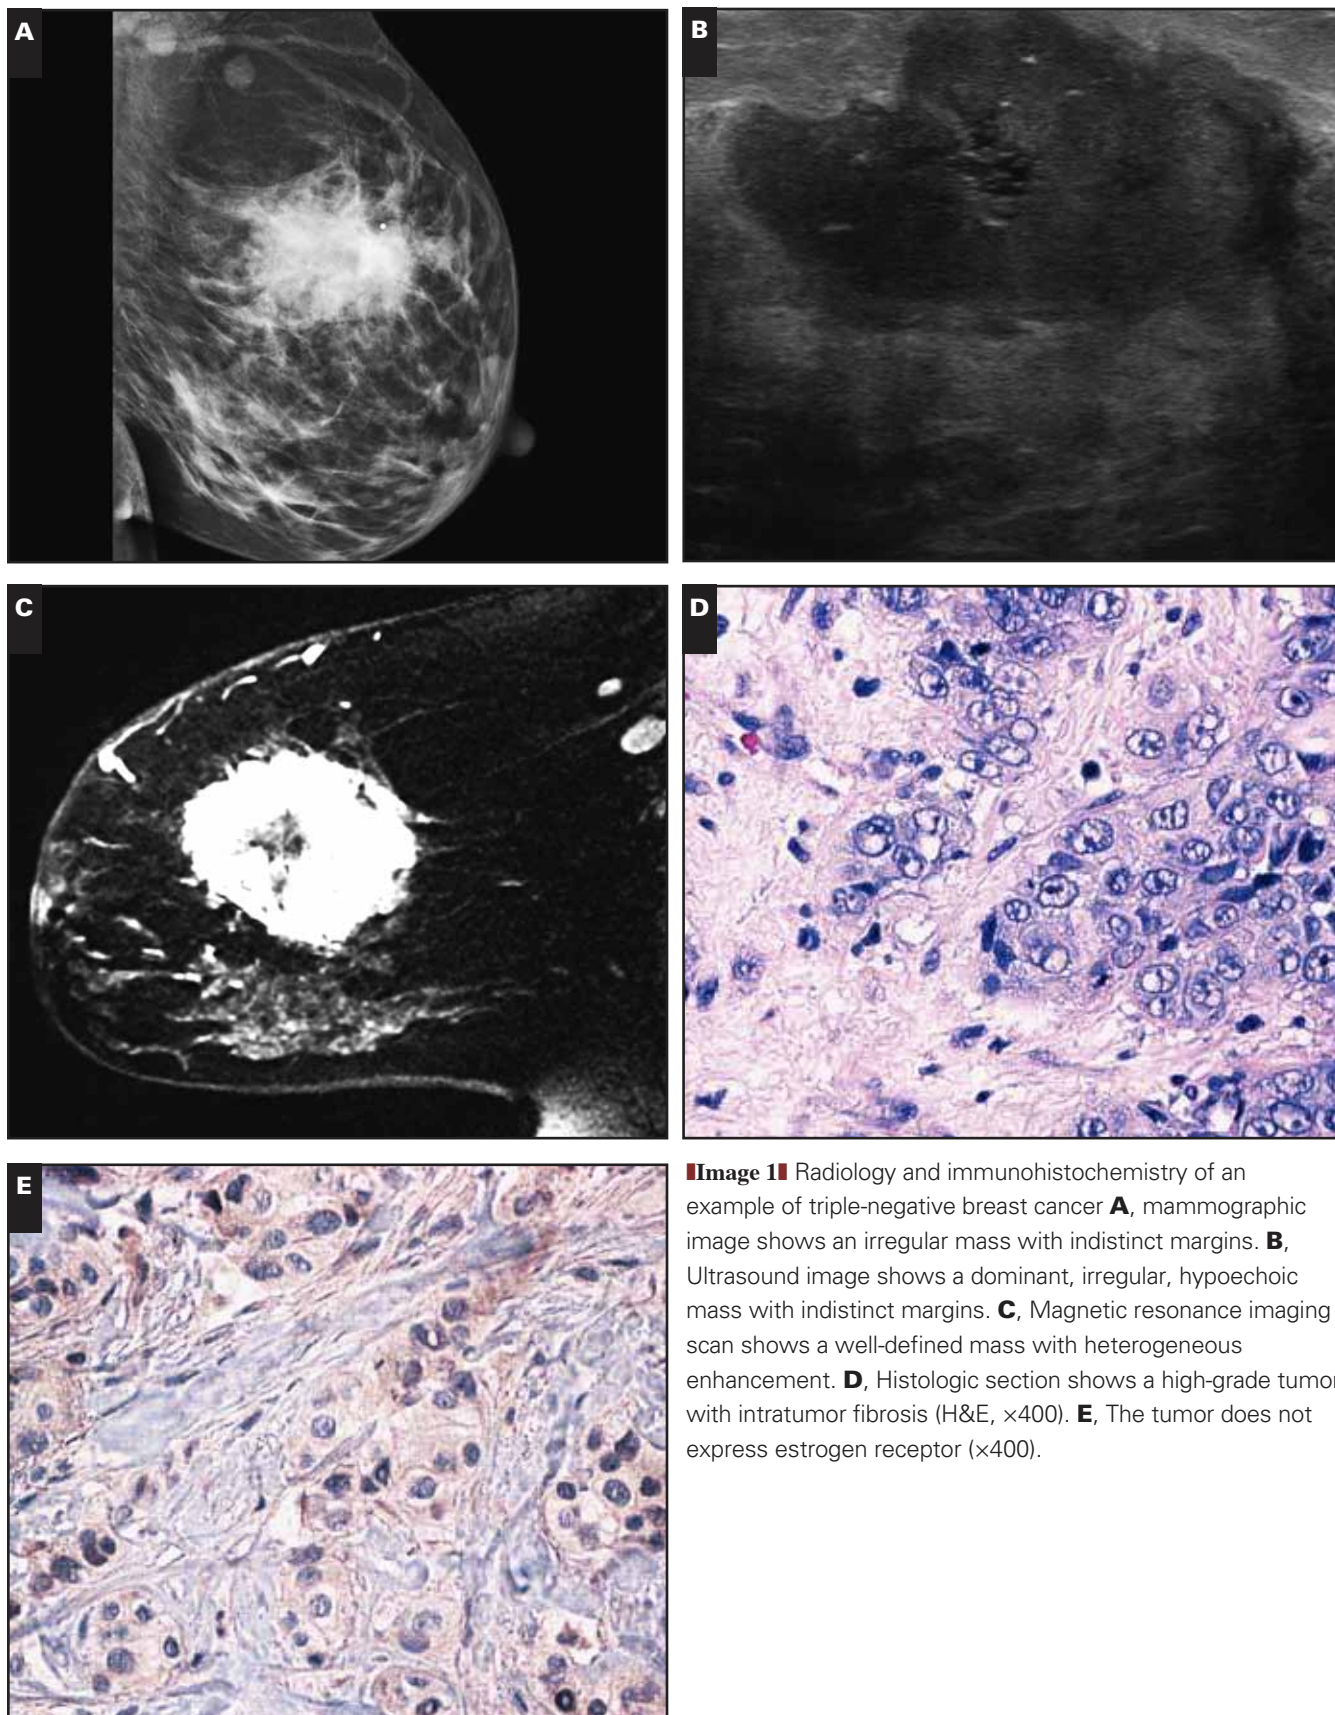 A
B
C
D
E
❚Image 1❚ Radiology and immunohistochemistry of an
example of triple-negative breast cancer A, mammographic
image shows an irregular mass with indistinct margins. B,
Ultrasound image shows a dominant, irregular, hypoechoic
mass with indistinct margins. C, Magnetic resonance imaging
scan shows a well-defined mass with heterogeneous
enhancement. D, Histologic section shows a high-grade tumor
with intratumor fibrosis (H&E, ×400). E, The tumor does not
express estrogen receptor (×400).